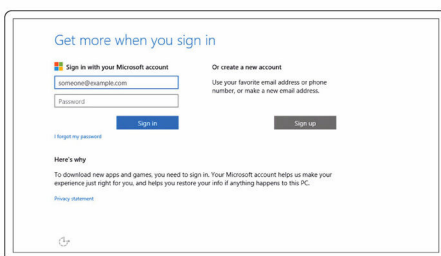 Get more when you sign in
Sign in with your Microsoft account
someone@example.com
Password
Sign in
I forgot my password
Or create a new account
Use your favorite email address or phone
number, or make a new email address.
Sign up
Here's why
To download new apps and games, you need to sign in. Your Microsoft account helps us make your
experience just right for you, and helps you restore your info if anything happens to this PC.
Privacy statement